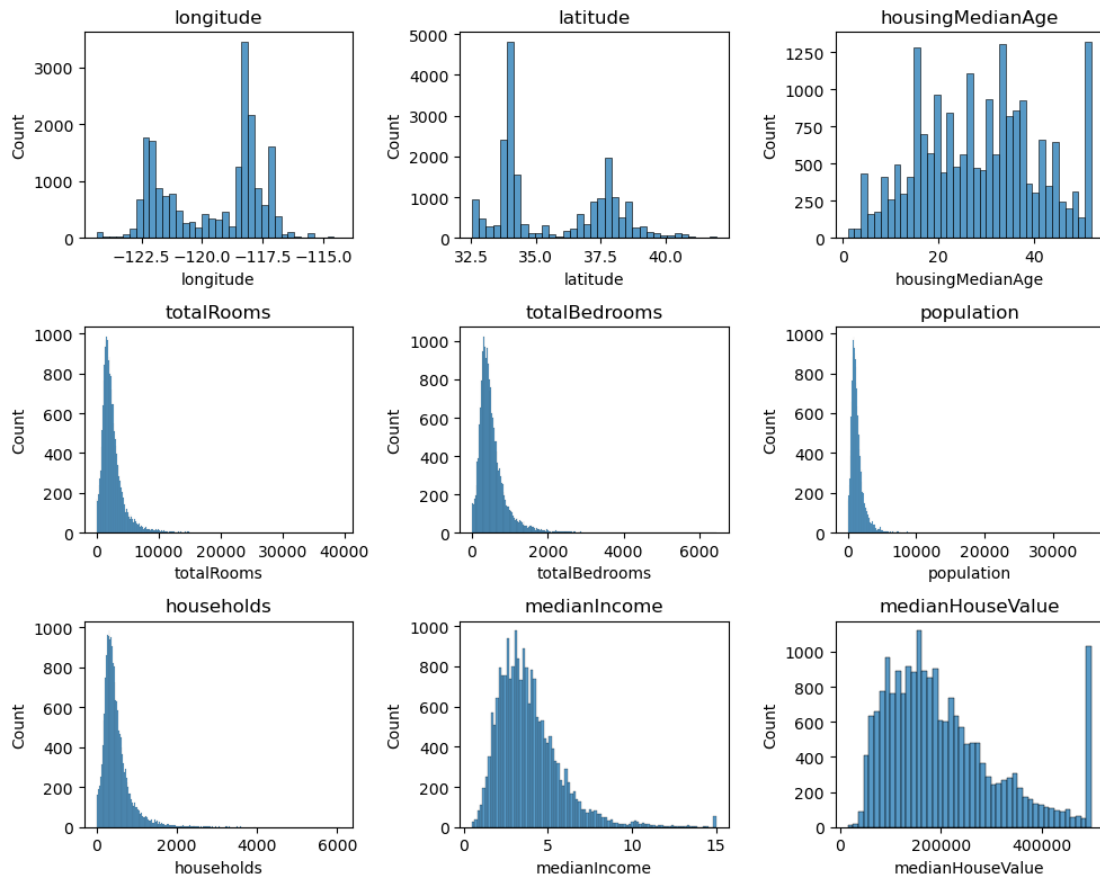 longitude
latitude
housingMedianAge
3000
2000
1000
0
Count
−122.5 −120.0 −117.5 −115.0
longitude
5000
4000
3000
2000
1000
0
Count
32.5 35.0 37.5 40.0
latitude
1250
1000
750
500
250
0
Count
0 20 40
housingMedianAge
totalRooms
totalBedrooms
population
1000
800
600
400
200
0
Count
0 10000 20000 30000 40000
totalRooms
1000
800
600
400
200
0
Count
0 2000 4000 6000
totalBedrooms
1000
800
600
400
200
0
Count
0 10000 20000 30000
population
households
medianIncome
medianHouseValue
1000
800
600
400
200
0
Count
0 2000 4000 6000
households
1000
800
600
400
200
0
Count
0 5 10 15
medianIncome
1000
800
600
400
200
0
Count
0 200000 400000
medianHouseValue